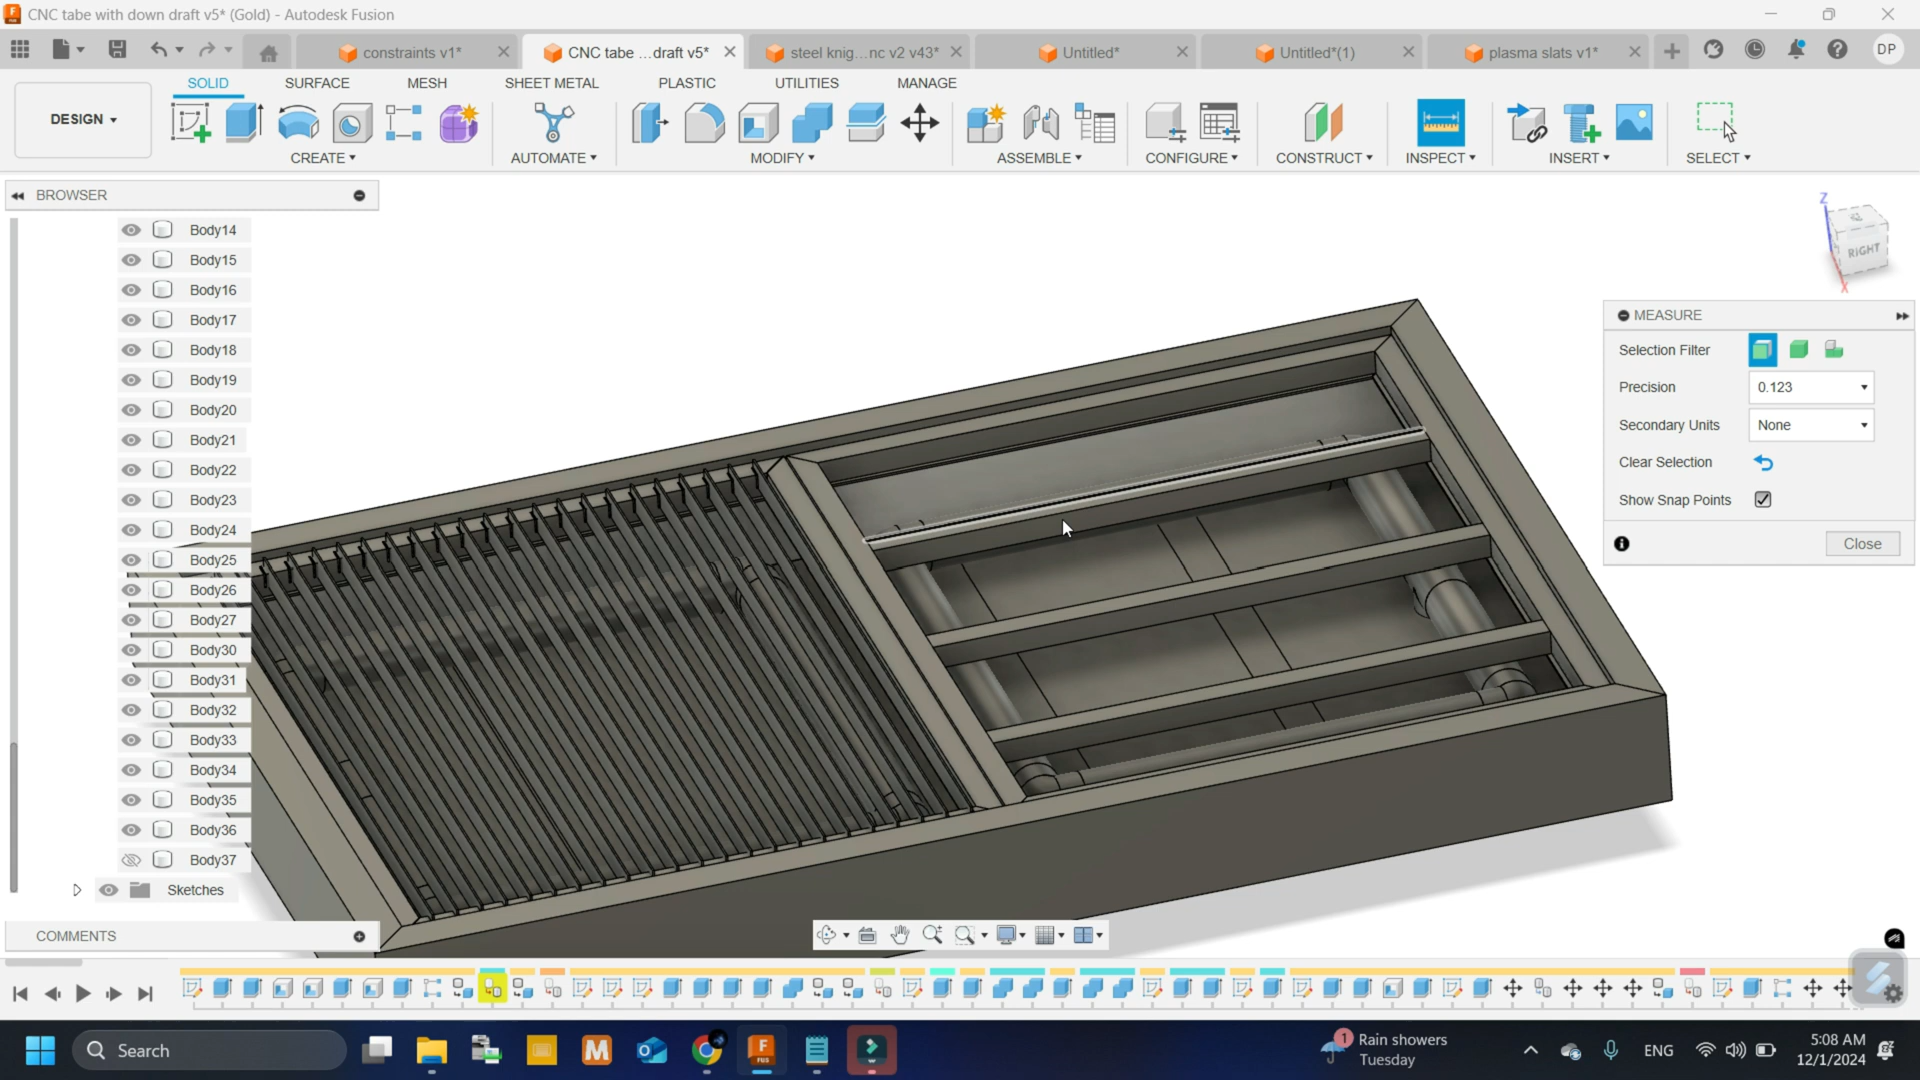 CNC tabe with down draft v5* (Gold) - Autodesk Fusion
constraints v1*
CNC tabe ...draft v5*
steel knig...nc v2 v43*
Untitled*
Untitled*(1)
plasma slats v1*
DP
SOLID
SURFACE
MESH
SHEET METAL
PLASTIC
UTILITIES
MANAGE
DESIGN
CREATE
AUTOMATE
MODIFY
ASSEMBLE
CONFIGURE
CONSTRUCT
INSPECT
INSERT
SELECT
BROWSER
Body14
Body15
Body16
Body17
Body18
Body19
Body20
Body21
Body22
Body23
Body24
Body25
Body26
Body27
Body30
Body31
Body32
Body33
Body34
Body35
Body36
Body37
Sketches
Z
RIGHT
X
MEASURE
Selection Filter
Precision
0.123
Secondary Units
None
Clear Selection
Show Snap Points
Close
COMMENTS
Search
FUS
1
Rain showers
Tuesday
ENG
5:08 AM
12/1/2024